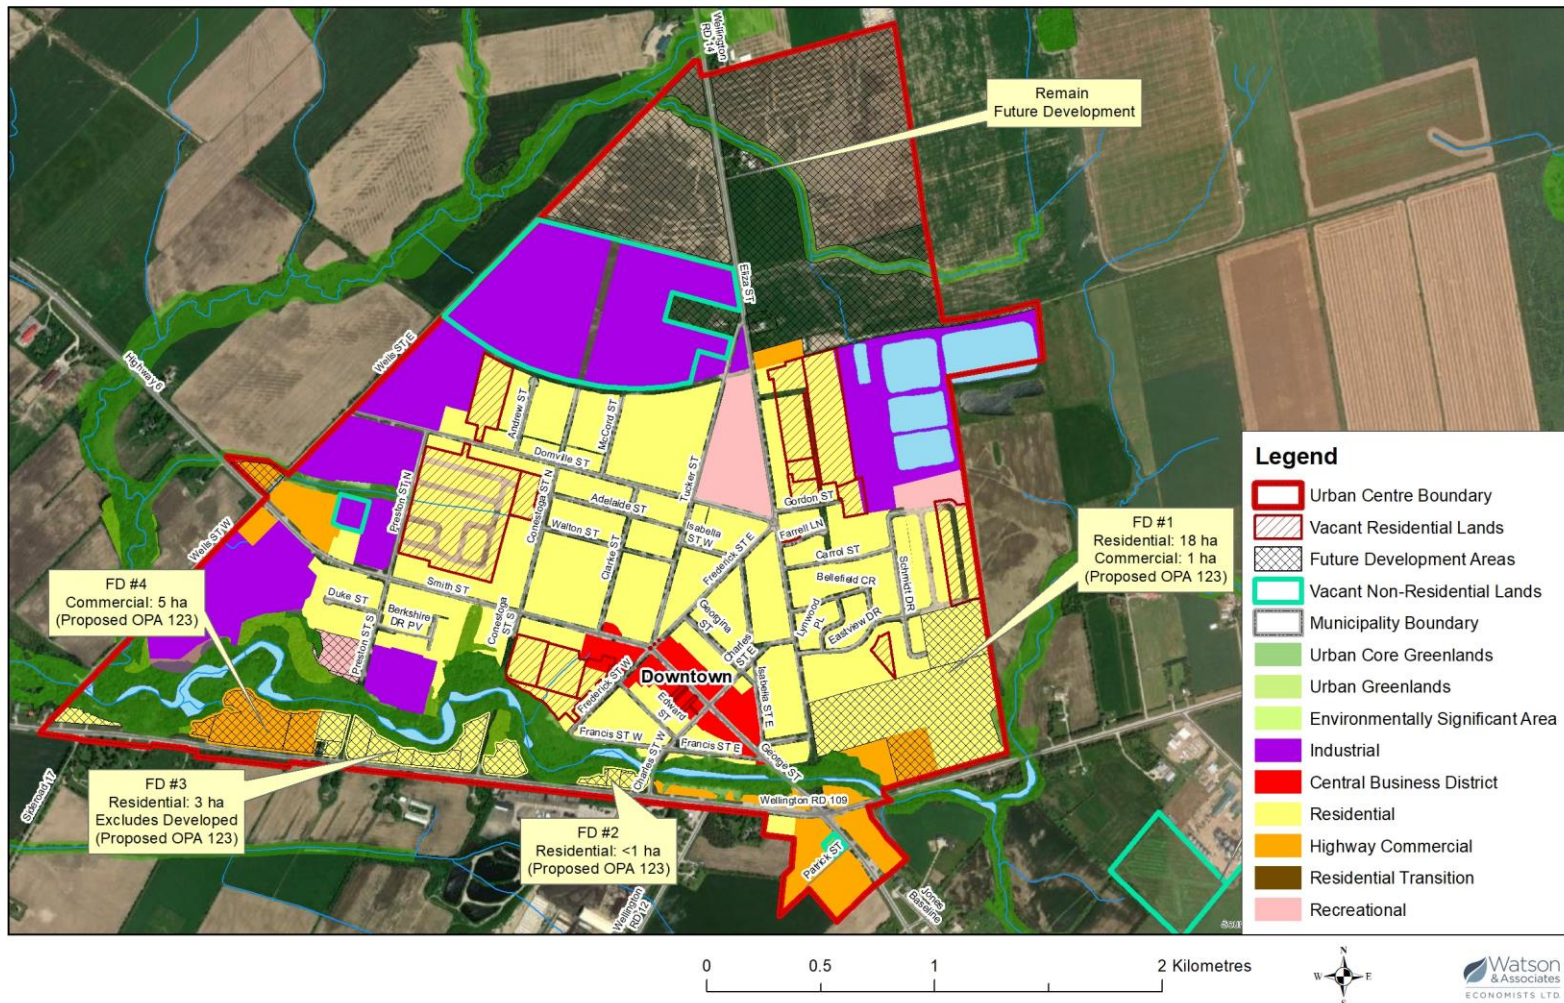 Wellington
RD 14
Remain
Future Development
Eliza ST
Wells ST E
Highway 6
Andrew ST
McCord ST
Domville ST
Tucker ST
Preston ST N
Conestoga ST N
Adelaide ST
Gordon ST
Walton ST
Isabella
ST W
Farrell LN
Wells ST W
Clarke ST
Frederick ST E
Carrol ST
FD #1
Residential: 18 ha
Commercial: 1 ha
(Proposed OPA 123)
FD #4
Commercial: 5 ha
(Proposed OPA 123)
Smith ST
Bellefield CR
Schmidt DR
Duke ST
Berkshire
DR PV
Conestoga
ST S
Georgina
ST
Lynwood
PL
Eastview DR
Preston ST S
Charles
ST E
Downtown
Frederick ST W
Isabella ST E
Edward
ST
Francis ST W
Francis ST E
Charles ST W
George ST
Sideroad 17
FD #3
Residential: 3 ha
Excludes Developed
(Proposed OPA 123)
Wellington RD 109
FD #2
Residential: <1 ha
(Proposed OPA 123)
Patrick ST
Wellington
RD 12
Jones
Baseline
Legend
Urban Centre Boundary
Vacant Residential Lands
Future Development Areas
Vacant Non-Residential Lands
Municipality Boundary
Urban Core Greenlands
Urban Greenlands
Environmentally Significant Area
Industrial
Central Business District
Residential
Highway Commercial
Residential Transition
Recreational
0 0.5 1 2 Kilometres
N
W E
S
Watson
& Associates
ECONOMISTS LTD.